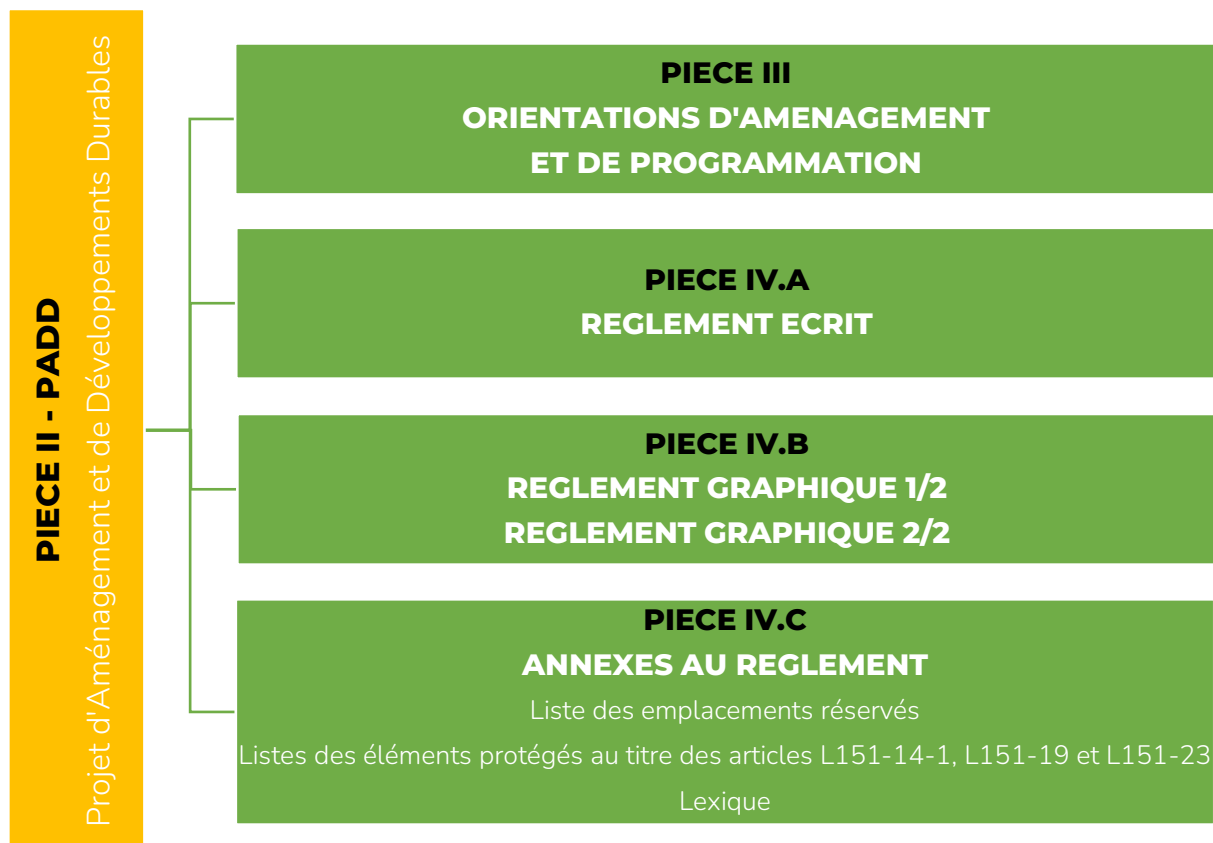 PIECE II - PADD
Projet d'Aménagement et de Développements Durables
PIECE III
ORIENTATIONS D'AMENAGEMENT
ET DE PROGRAMMATION
PIECE IV.A
REGLEMENT ECRIT
PIECE IV.B
REGLEMENT GRAPHIQUE 1/2
REGLEMENT GRAPHIQUE 2/2
PIECE IV.C
ANNEXES AU REGLEMENT
Liste des emplacements réservés
Listes des éléments protégés au titre des articles L151-14-1, L151-19 et L151-23
Lexique